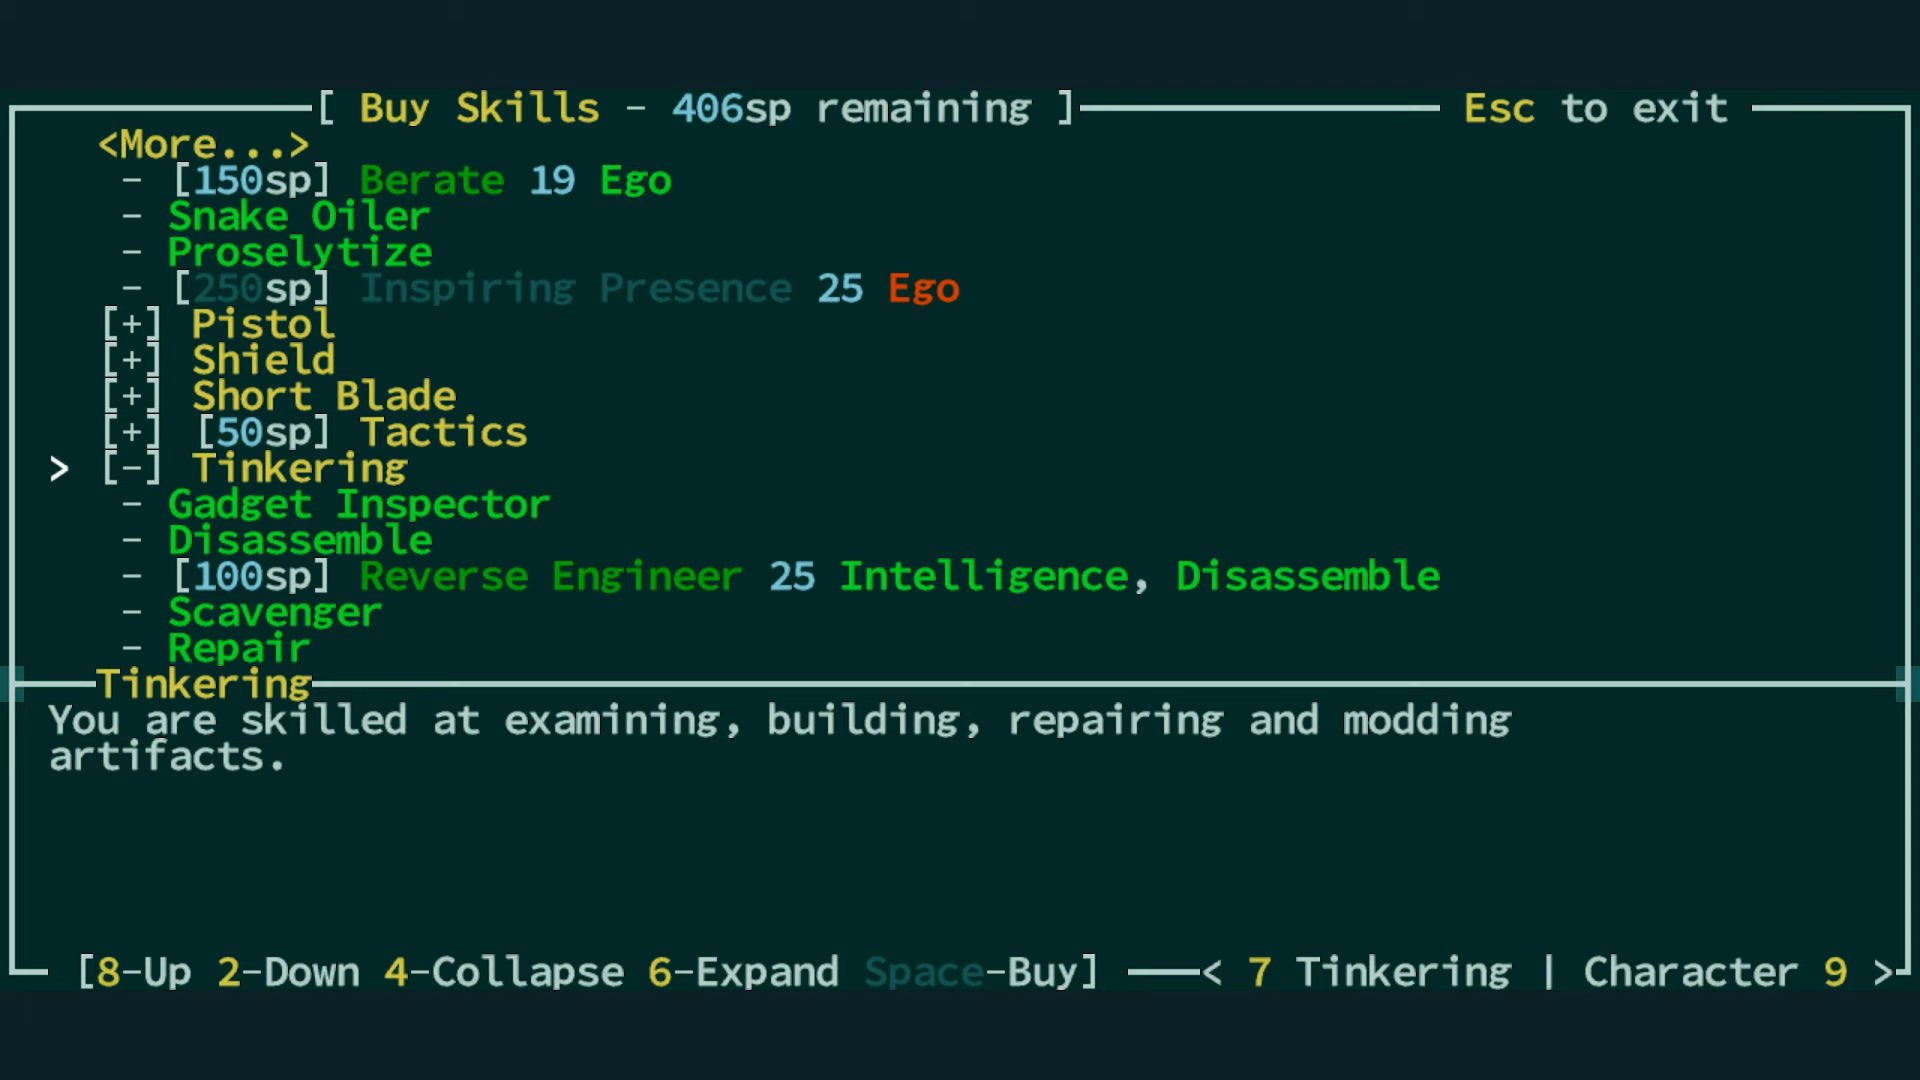 [ Buy Skills - 406sp remaining ] Esc to exit
<More...>
- [150sp] Berate 19 Ego
- Snake Oiler
- Proselytize
- [250sp] Inspiring Presence 25 Ego
[+] Pistol
[+] Shield
[+] Short Blade
[+] [50sp] Tactics
> [-] Tinkering
- Gadget Inspector
- Disassemble
- [100sp] Reverse Engineer 25 Intelligence, Disassemble
- Scavenger
- Repair
Tinkering
You are skilled at examining, building, repairing and modding
artifacts.
[8-Up 2-Down 4-Collapse 6-Expand Space-Buy] < 7 Tinkering | Character 9 >